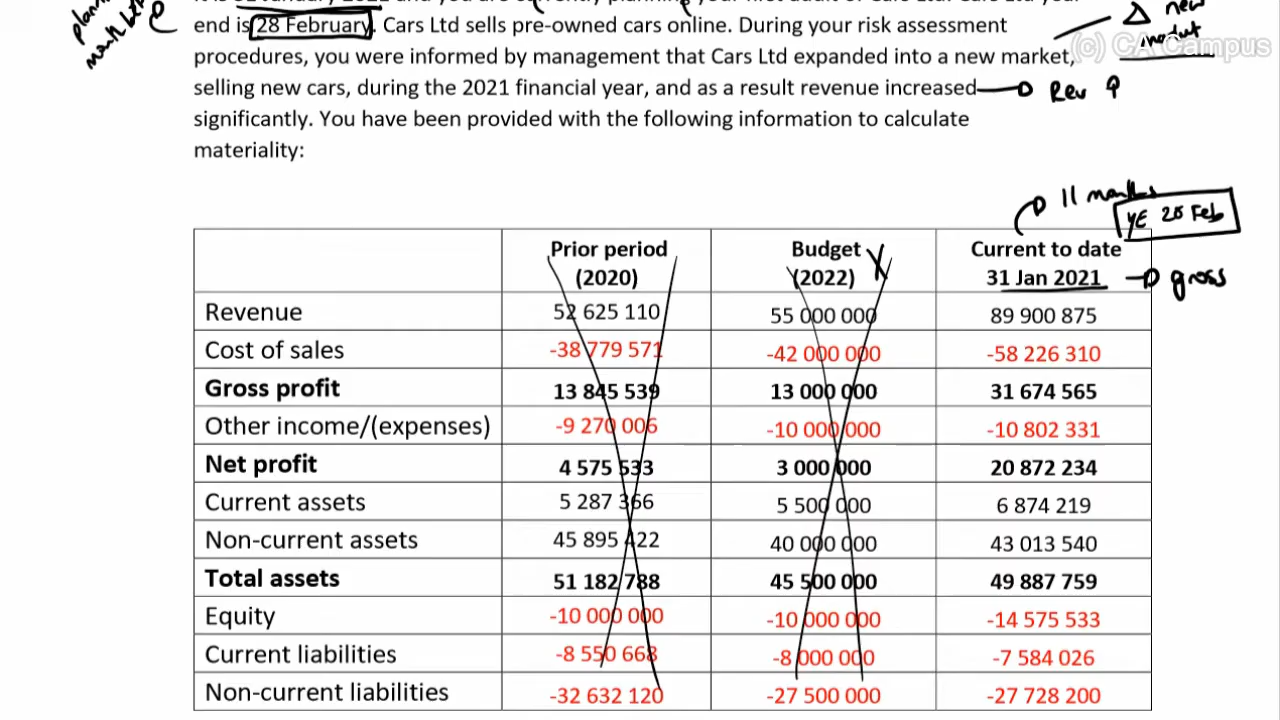 end is 28 February. Cars Ltd sells pre-owned cars online. During your risk assessment
procedures, you were informed by management that Cars Ltd expanded into a new market,
selling new cars, during the 2021 financial year, and as a result revenue increased
significantly. You have been provided with the following information to calculate
materiality:
Δ new
(c) CA Campus
Rev
11 months
YE 28 Feb
gross
Prior period (2020) Budget (2022) Current to date 31 Jan 2021
Revenue 52 625 110 55 000 000 89 900 875
Cost of sales -38 779 571 -42 000 000 -58 226 310
Gross profit 13 845 539 13 000 000 31 674 565
Other income/(expenses) -9 270 006 -10 000 000 -10 802 331
Net profit 4 575 533 3 000 000 20 872 234
Current assets 5 287 366 5 500 000 6 874 219
Non-current assets 45 895 422 40 000 000 43 013 540
Total assets 51 182 788 45 500 000 49 887 759
Equity -10 000 000 -10 000 000 -14 575 533
Current liabilities -8 550 668 -8 000 000 -7 584 026
Non-current liabilities -32 632 120 -27 500 000 -27 728 200